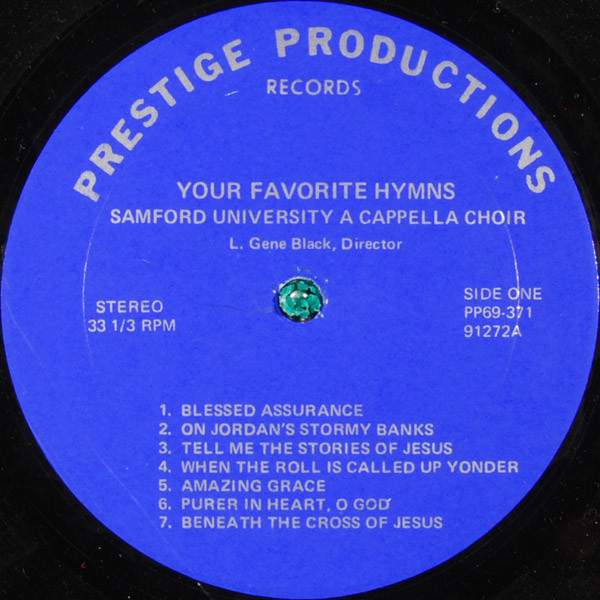 PRESTIGE PRODUCTIONS
RECORDS
YOUR FAVORITE HYMNS
SAMFORD UNIVERSITY A CAPPELLA CHOIR
L. Gene Black, Director
STEREO
33 1/3 RPM
SIDE ONE
PP69-371
91272A
1. BLESSED ASSURANCE
2. ON JORDAN'S STORMY BANKS
3. TELL ME THE STORIES OF JESUS
4. WHEN THE ROLL IS CALLED UP YONDER
5. AMAZING GRACE
6. PURER IN HEART, O GOD
7. BENEATH THE CROSS OF JESUS